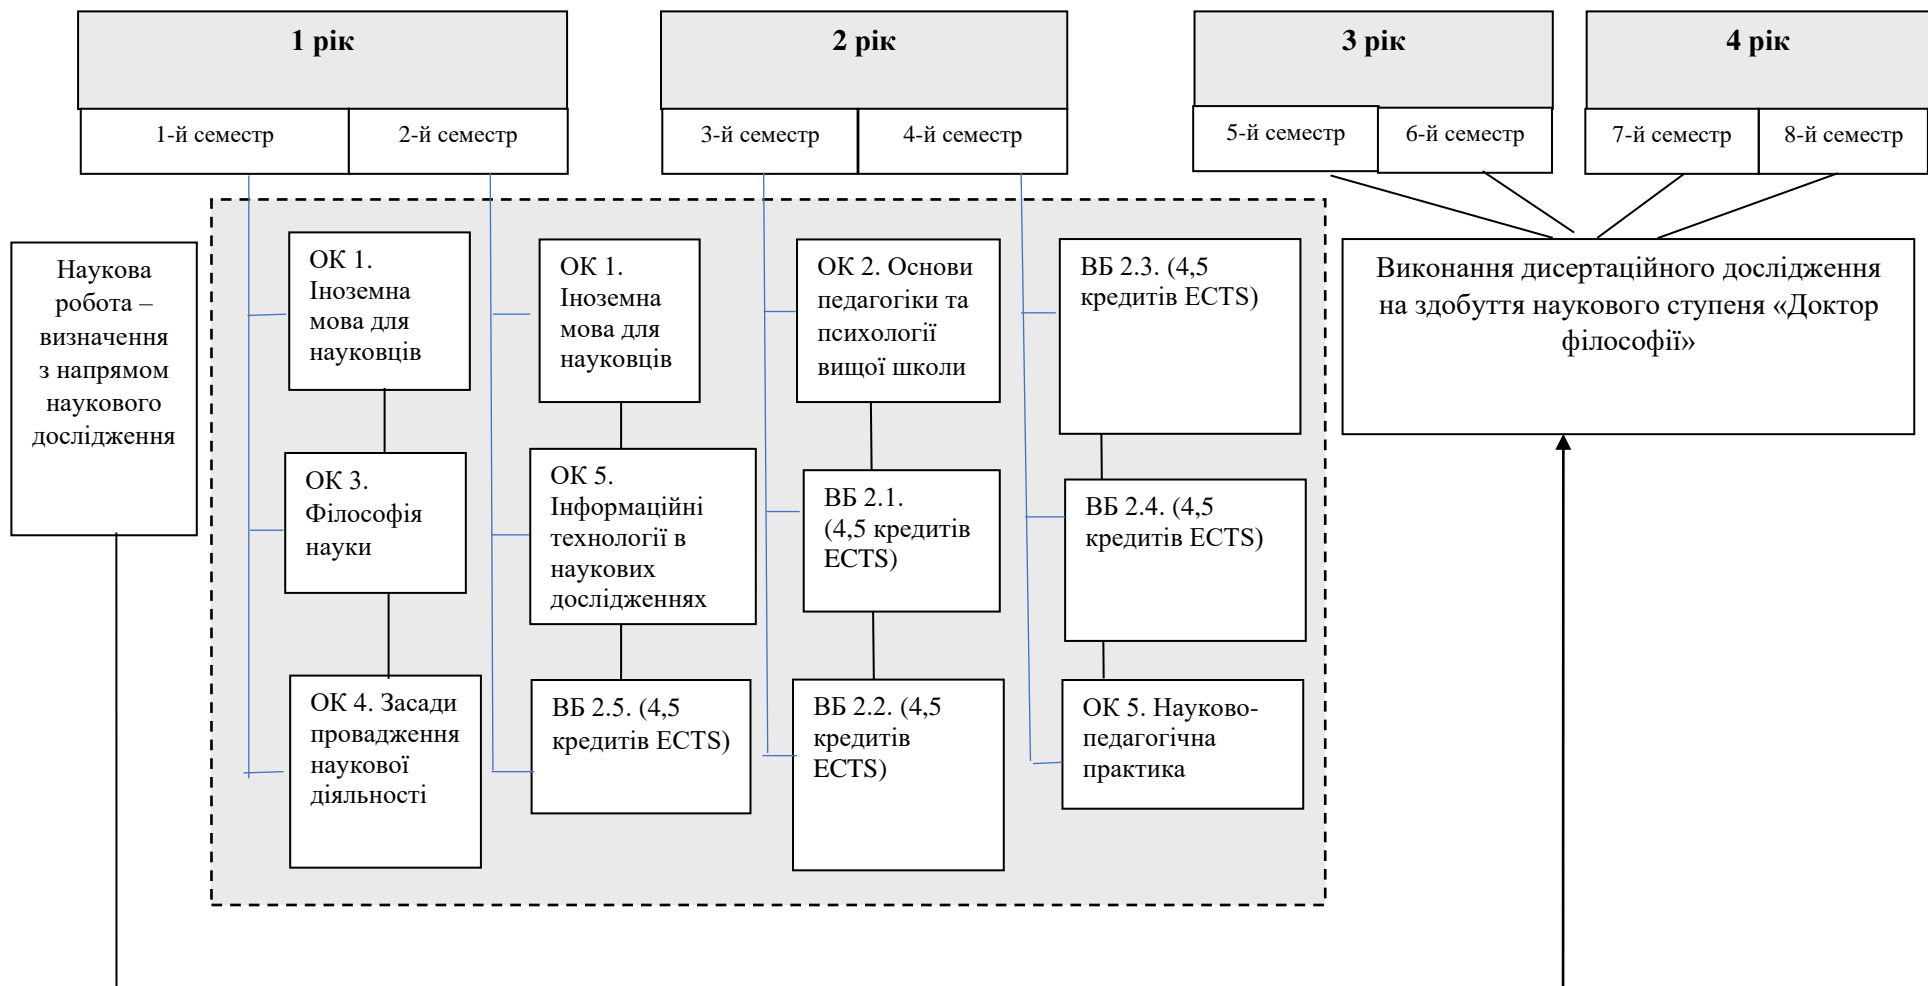 1 рік
2 рік
3 рік
4 рік
1-й семестр
2-й семестр
3-й семестр
4-й семестр
5-й семестр
6-й семестр
7-й семестр
8-й семестр
Наукова
робота –
визначення
з напрямом
наукового
дослідження
ОК 1.
Іноземна
мова для
науковців
ОК 3.
Філософія
науки
ОК 4. Засади
провадження
наукової
діяльності
ОК 1.
Іноземна
мова для
науковців
ОК 5.
Інформаційні
технології в
наукових
дослідженнях
ВБ 2.5. (4,5
кредитів ECTS)
ОК 2. Основи
педагогіки та
психології
вищої школи
ВБ 2.1.
(4,5 кредитів
ECTS)
ВБ 2.2. (4,5
кредитів
ECTS)
ВБ 2.3. (4,5
кредитів ECTS)
ВБ 2.4. (4,5
кредитів ECTS)
ОК 5. Науково-
педагогічна
практика
Виконання дисертаційного дослідження
на здобуття наукового ступеня «Доктор
філософії»